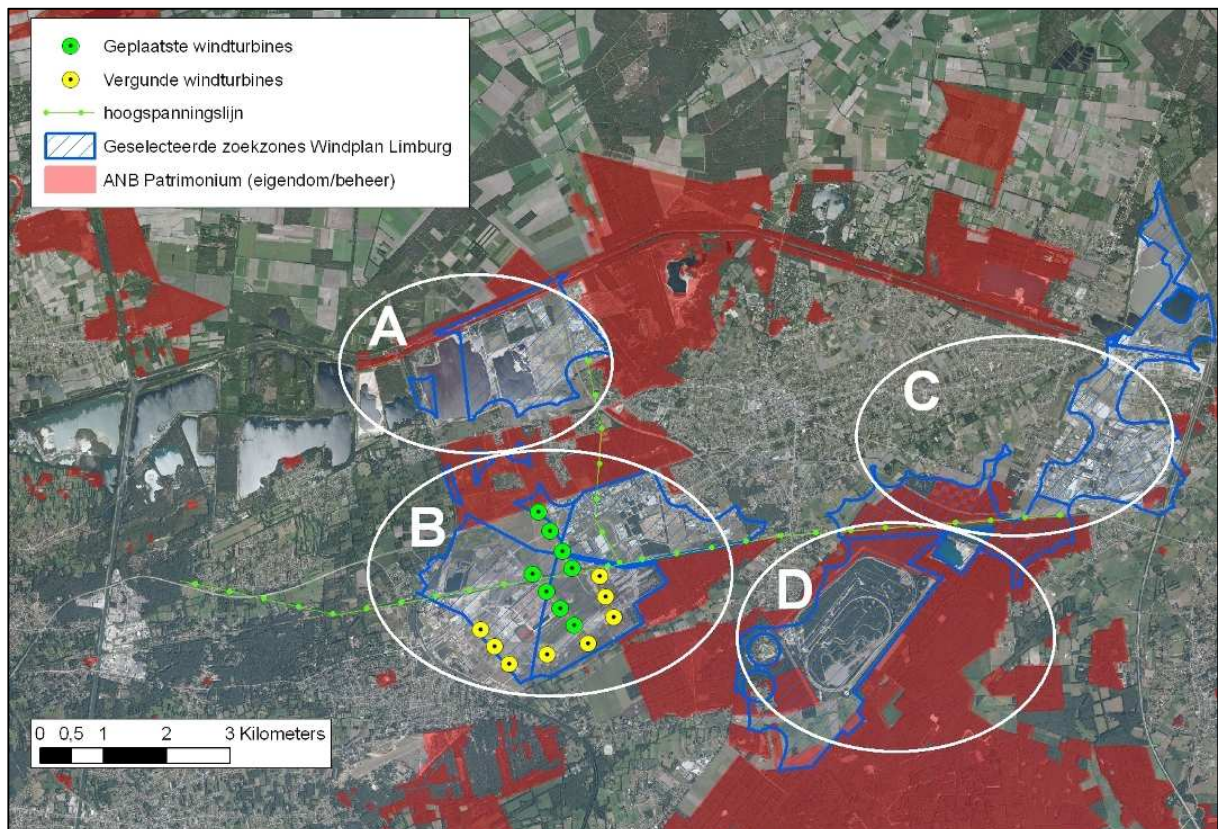 Geplaatste windturbines
Vergunde windturbines
hoogspanningslijn
Geselecteerde zoekzones Windplan Limburg
ANB Patrimonium (eigendom/beheer)
A
C
B
D
0 0,5 1 2 3 Kilometers